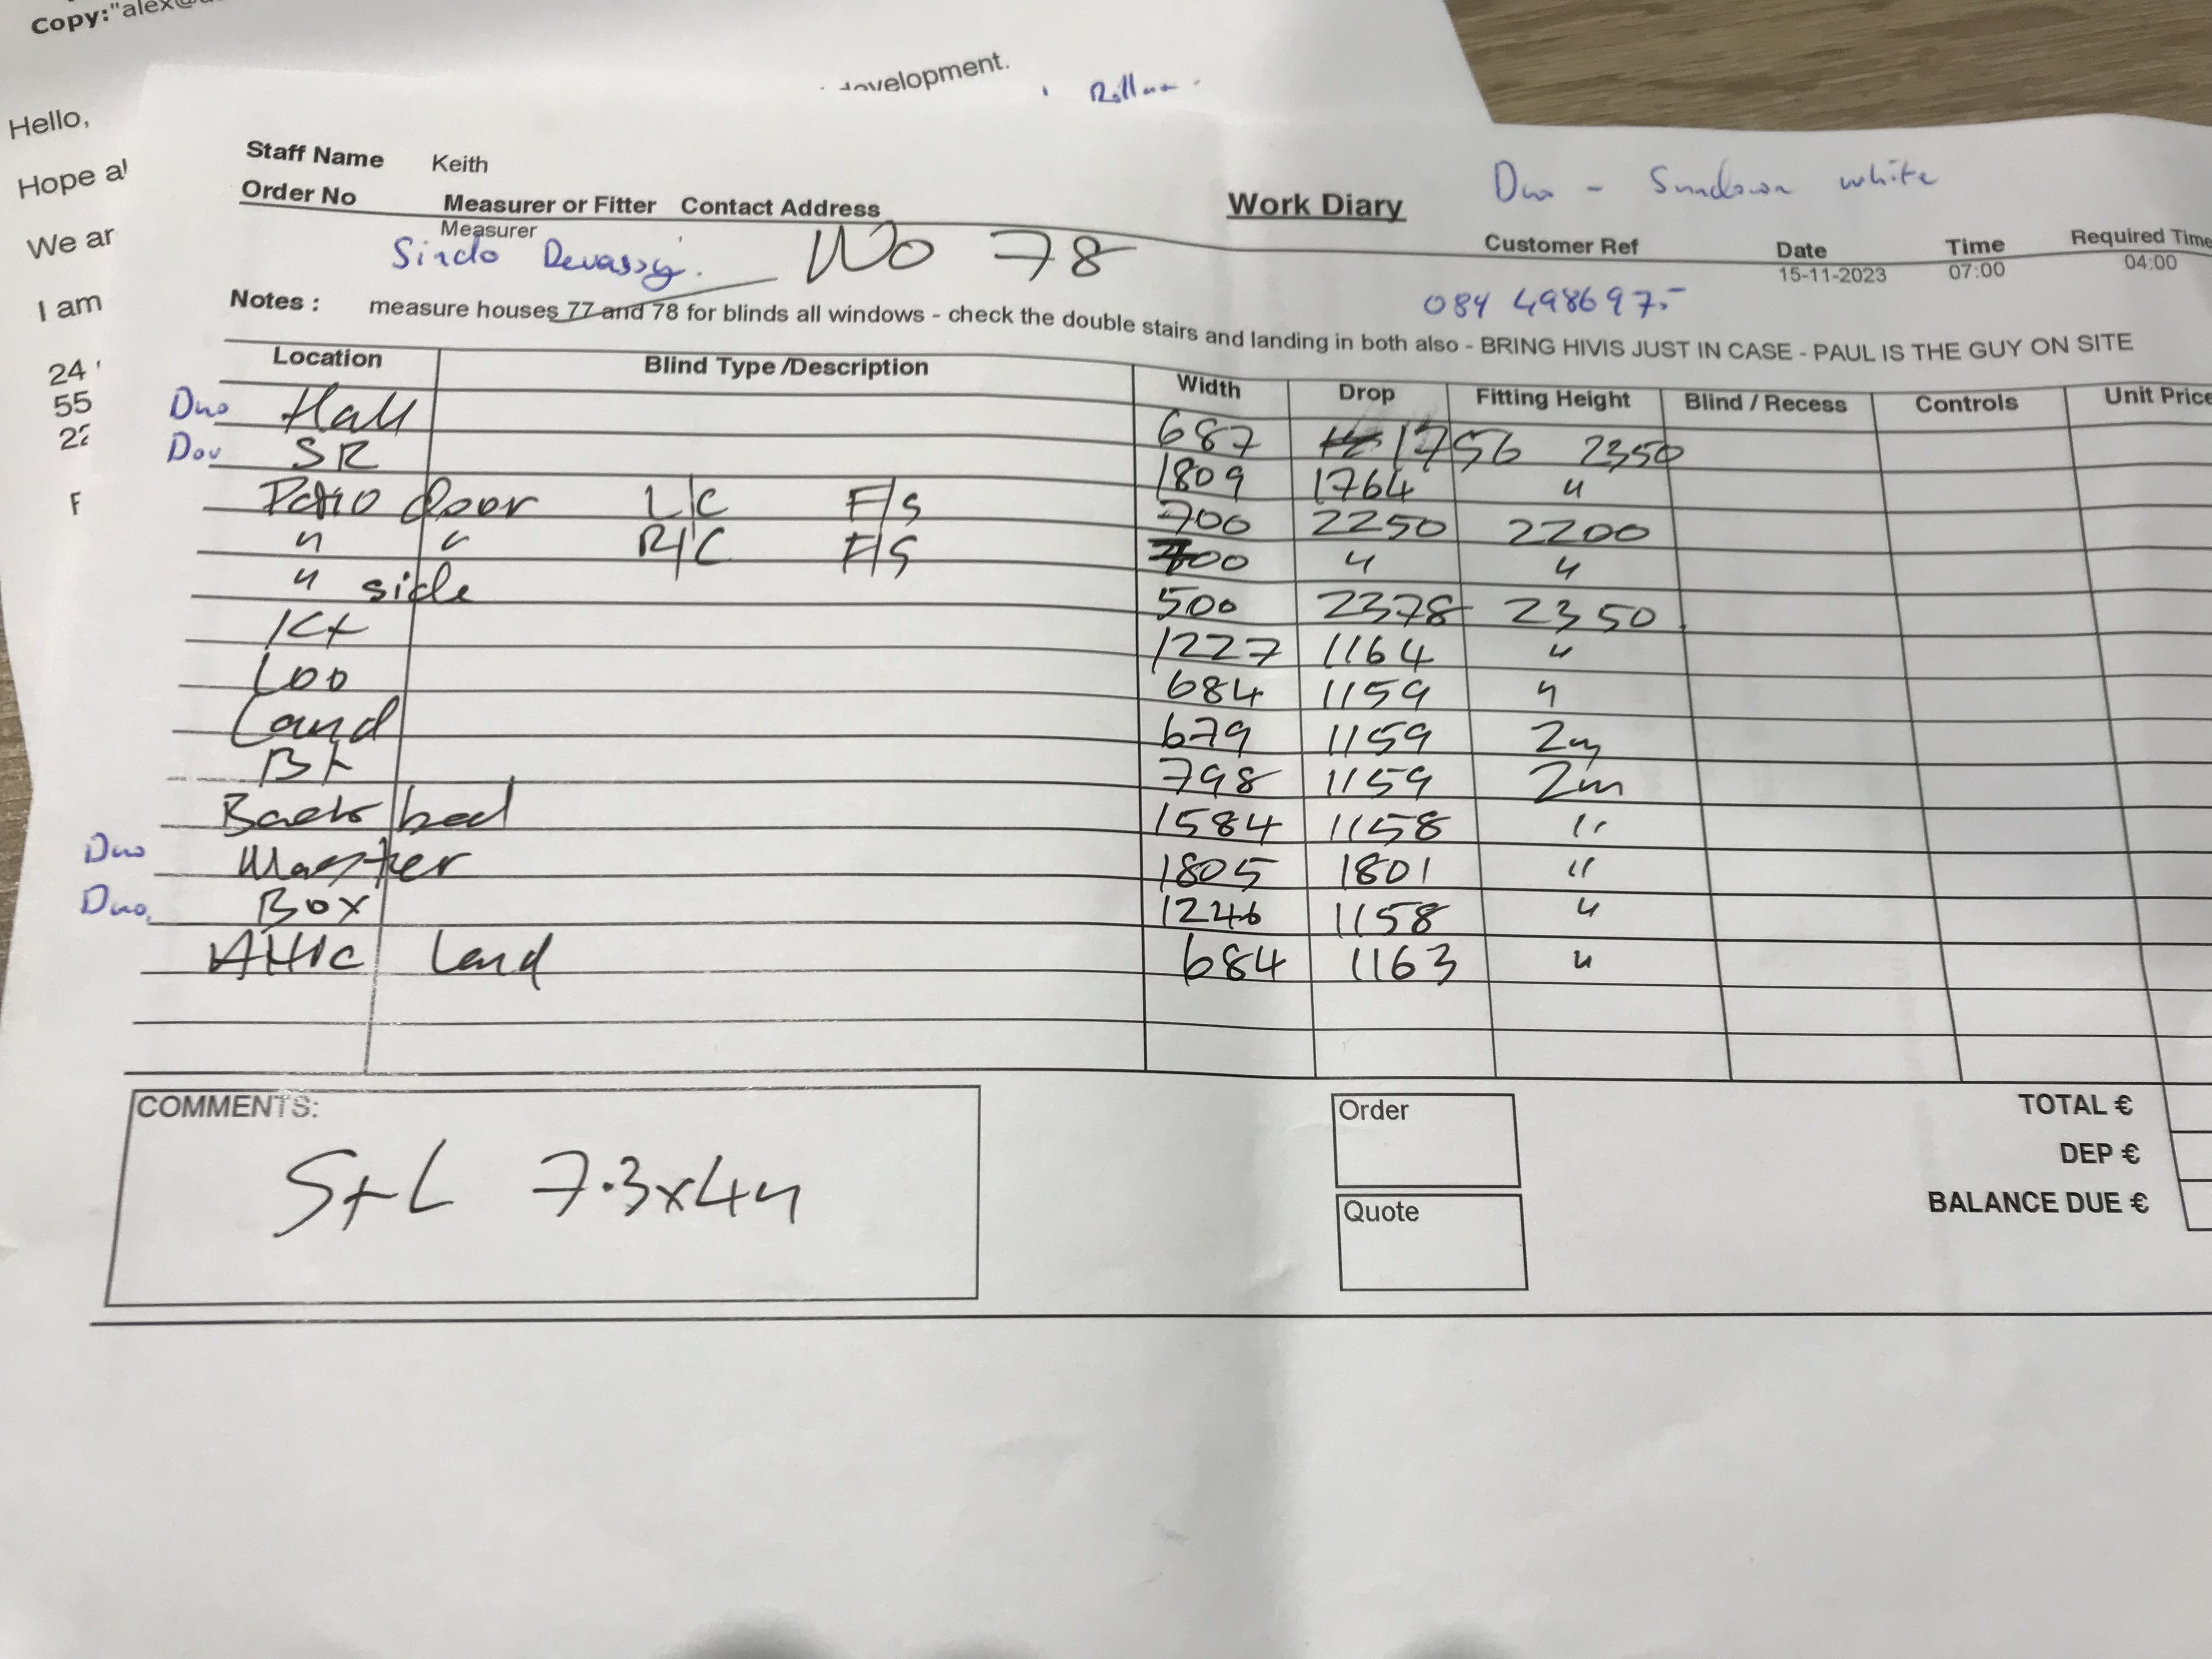 Copy:"alex@
development.
Hello,
Hope al
We ar
I am
24
55
F
Staff Name Keith
Order No Measurer or Fitter Contact Address
Measurer
Work Diary
Duo - Sundown white
Customer Ref Date Time Required Time
15-11-2023 07:00 04:00
No 78
084 498697
Notes : measure houses 77 and 78 for blinds all windows - check the double stairs and landing in both also - BRING HIVIS JUST IN CASE - PAUL IS THE GUY ON SITE
Location Blind Type /Description Width Drop Fitting Height Blind / Recess Controls Unit Price
Duo Hall 687 1756 2350
Dou SR 1809 1764 "
Patio door L/C F/S 700 2250 2200
" " R/C F/S 700 " "
" side 500 2378 2350
Kt 1227 1164 "
Loo 684 1159 "
Land 679 1159 2m
Bt 798 1159 2m
Back bed 1584 1158 "
Duo Master 1805 1801 "
Duo Box 1246 1158 "
Attic Land 684 1163 "
COMMENTS:
S+L 7.3x4
Order
Quote
TOTAL €
DEP €
BALANCE DUE €